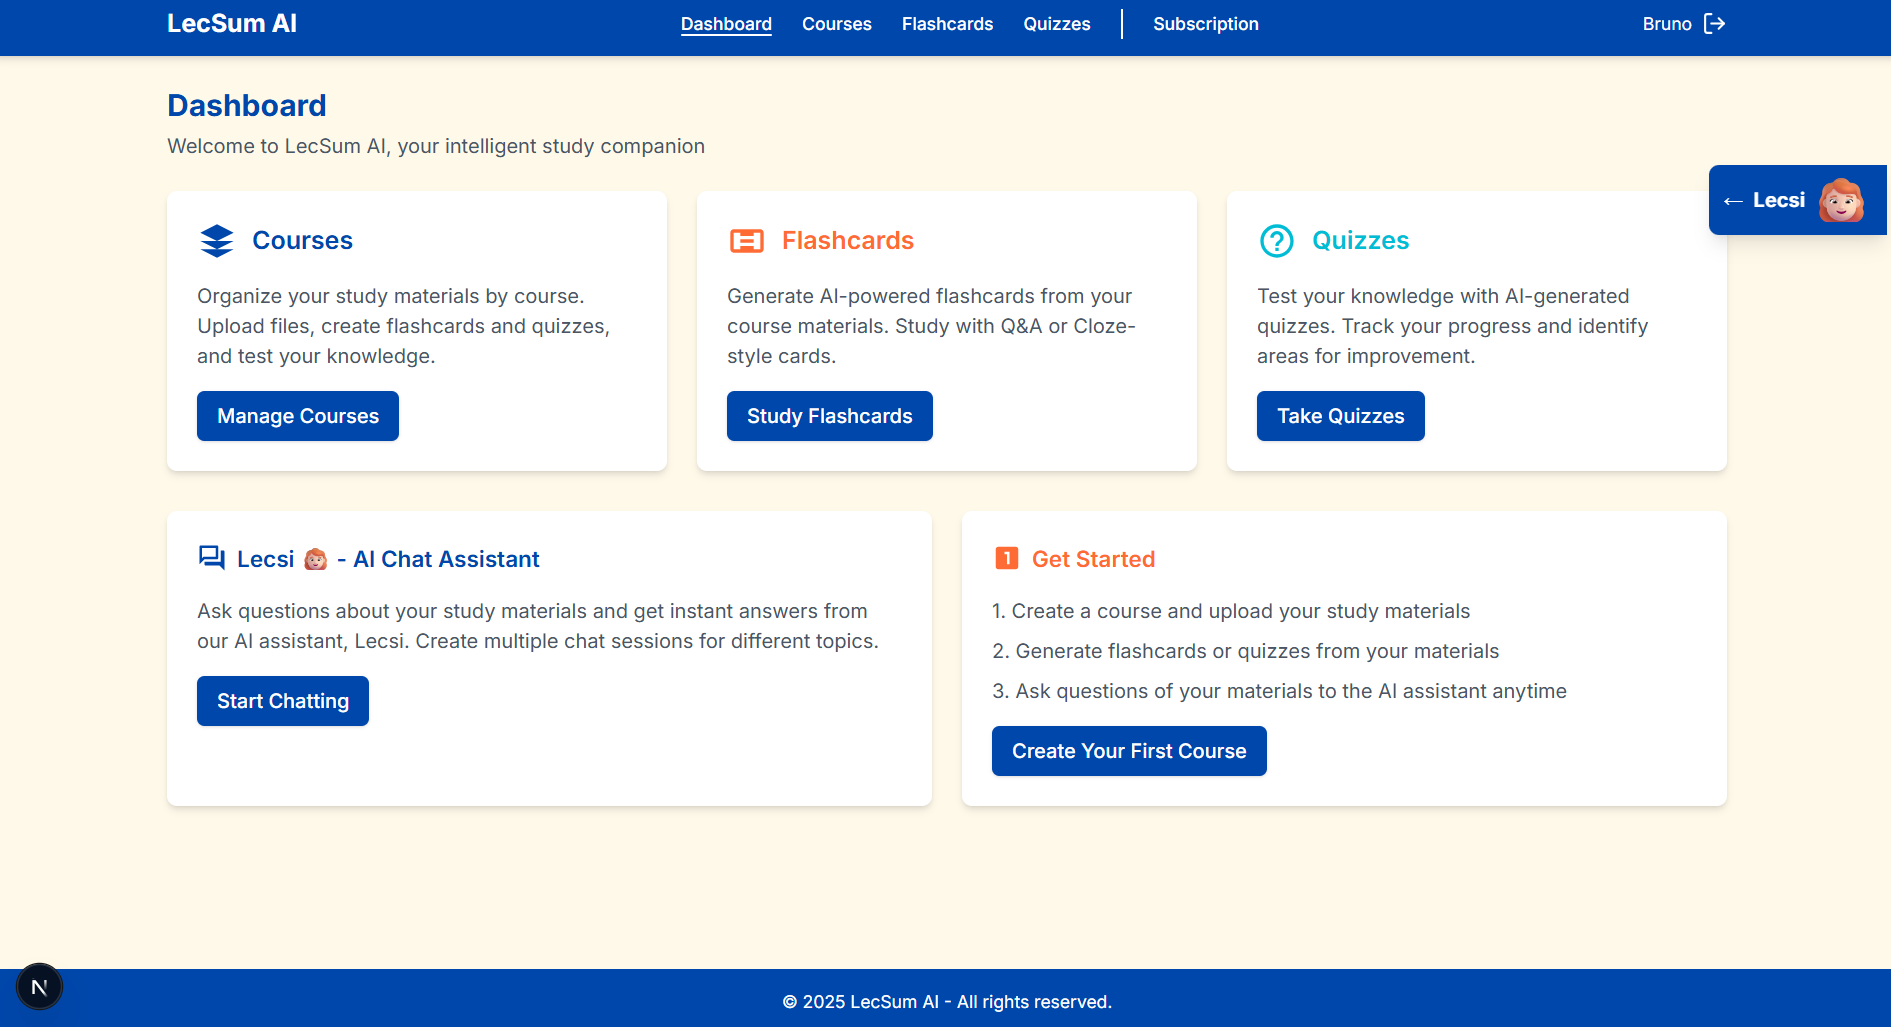 LecSum AI
Dashboard
Courses
Flashcards
Quizzes
Subscription
Bruno
Dashboard
Welcome to LecSum AI, your intelligent study companion
← Lecsi
Courses
Organize your study materials by course.
Upload files, create flashcards and quizzes,
and test your knowledge.
Manage Courses
Flashcards
Generate AI-powered flashcards from your
course materials. Study with Q&A or Cloze-
style cards.
Study Flashcards
Quizzes
Test your knowledge with AI-generated
quizzes. Track your progress and identify
areas for improvement.
Take Quizzes
Lecsi - AI Chat Assistant
Ask questions about your study materials and get instant answers from
our AI assistant, Lecsi. Create multiple chat sessions for different topics.
Start Chatting
1 Get Started
1. Create a course and upload your study materials
2. Generate flashcards or quizzes from your materials
3. Ask questions of your materials to the AI assistant anytime
Create Your First Course
N
© 2025 LecSum AI - All rights reserved.